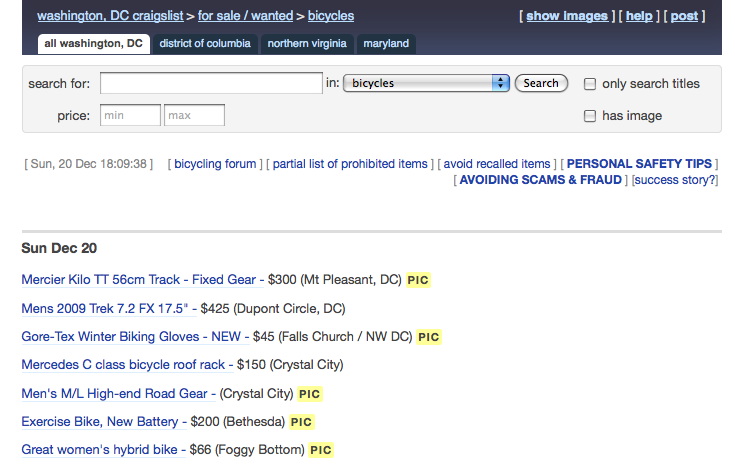 washington, DC craigslist > for sale / wanted > bicycles [ show images ] [ help ] [ post ]
all washington, DC district of columbia northern virginia maryland
search for: in: bicycles Search only search titles
price: min max has image
[ Sun, 20 Dec 18:09:38 ] [ bicycling forum ] [ partial list of prohibited items ] [ avoid recalled items ] [ PERSONAL SAFETY TIPS ]
[ AVOIDING SCAMS & FRAUD ] [success story?]
Sun Dec 20
Mercier Kilo TT 56cm Track - Fixed Gear - $300 (Mt Pleasant, DC) PIC
Mens 2009 Trek 7.2 FX 17.5" - $425 (Dupont Circle, DC)
Gore-Tex Winter Biking Gloves - NEW - $45 (Falls Church / NW DC) PIC
Mercedes C class bicycle roof rack - $150 (Crystal City)
Men's M/L High-end Road Gear - (Crystal City) PIC
Exercise Bike, New Battery - $200 (Bethesda) PIC
Great women's hybrid bike - $66 (Foggy Bottom) PIC